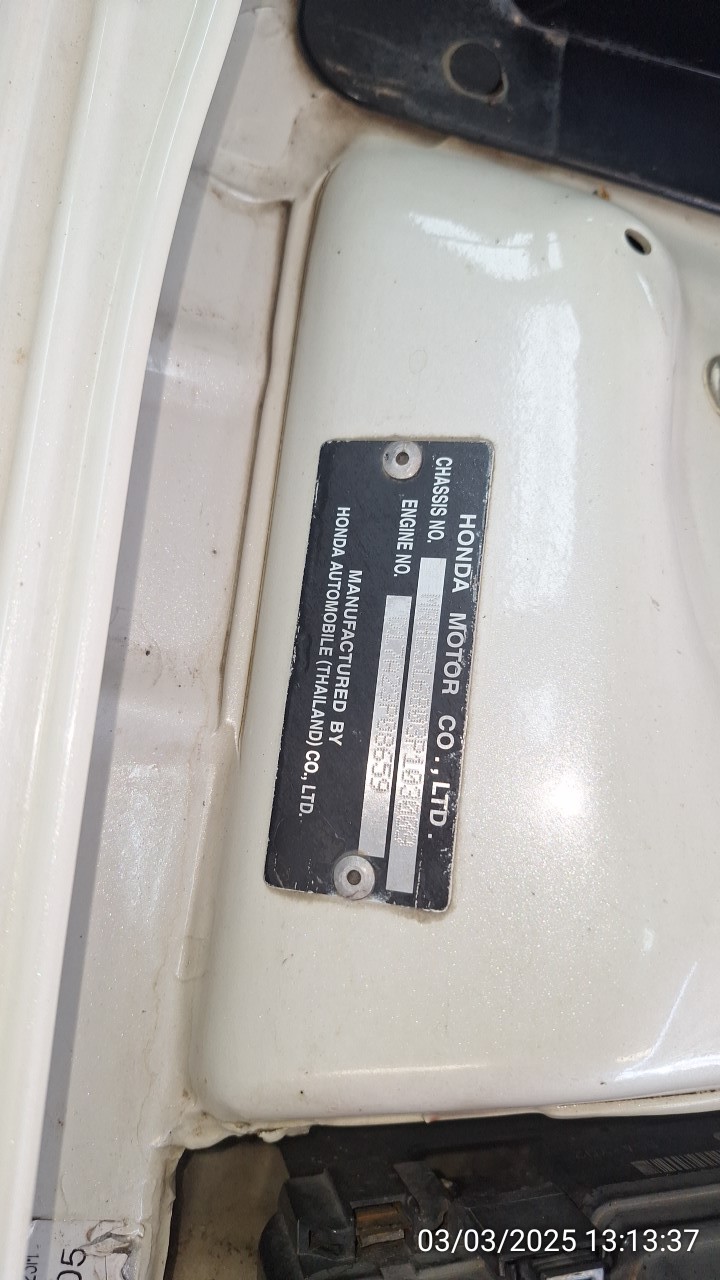 HONDA MOTOR CO., LTD.
CHASSIS NO.
ENGINE NO.
MANUFACTURED BY
HONDA AUTOMOBILE (THAILAND) CO., LTD.
03/03/2025 13:13:37